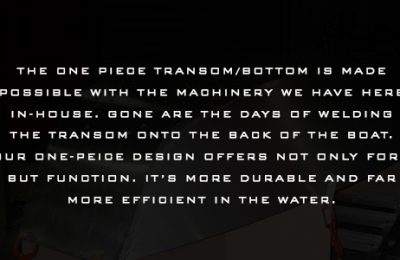 THE ONE PIECE TRANSOM/BOTTOM IS MADE
POSSIBLE WITH THE MACHINERY WE HAVE HERE
IN-HOUSE. GONE ARE THE DAYS OF WELDING
THE TRANSOM ONTO THE BACK OF THE BOAT.
OUR ONE-PEICE DESIGN OFFERS NOT ONLY FOR
BUT FUNCTION. IT'S MORE DURABLE AND FAR
MORE EFFICIENT IN THE WATER.